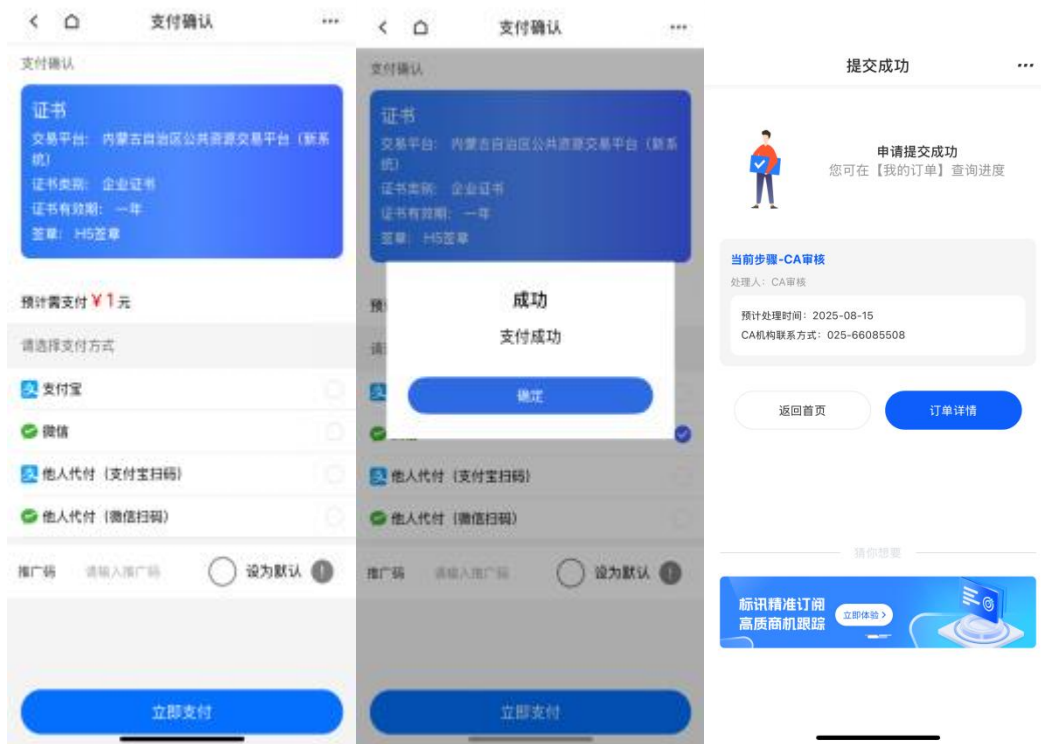 支付确认
支付确认
证书
交易平台: 内蒙古自治区公共资源交易平台（新系
统）
证书类别: 企业证书
证书有效期: 一年
签章: H5签章
预计需支付¥1元
请选择支付方式
支付宝
微信
他人代付（支付宝扫码）
他人代付（微信扫码）
推广码 请输入推广码 设为默认
立即支付
支付确认
支付确认
证书
交易平台: 内蒙古自治区公共资源交易平台（新系
统）
证书类别: 企业证书
证书有效期: 一年
签章: H5签章
预
成功
支付成功
请
确定
他人代付（支付宝扫码）
他人代付（微信扫码）
推广码 请输入推广码 设为默认
立即支付
提交成功
申请提交成功
您可在【我的订单】查询进度
当前步骤-CA审核
处理人: CA审核
预计处理时间: 2025-08-15
CA机构联系方式: 025-66085508
返回首页
订单详情
猜你想要
标讯精准订阅
高质商机跟踪
立即体验>